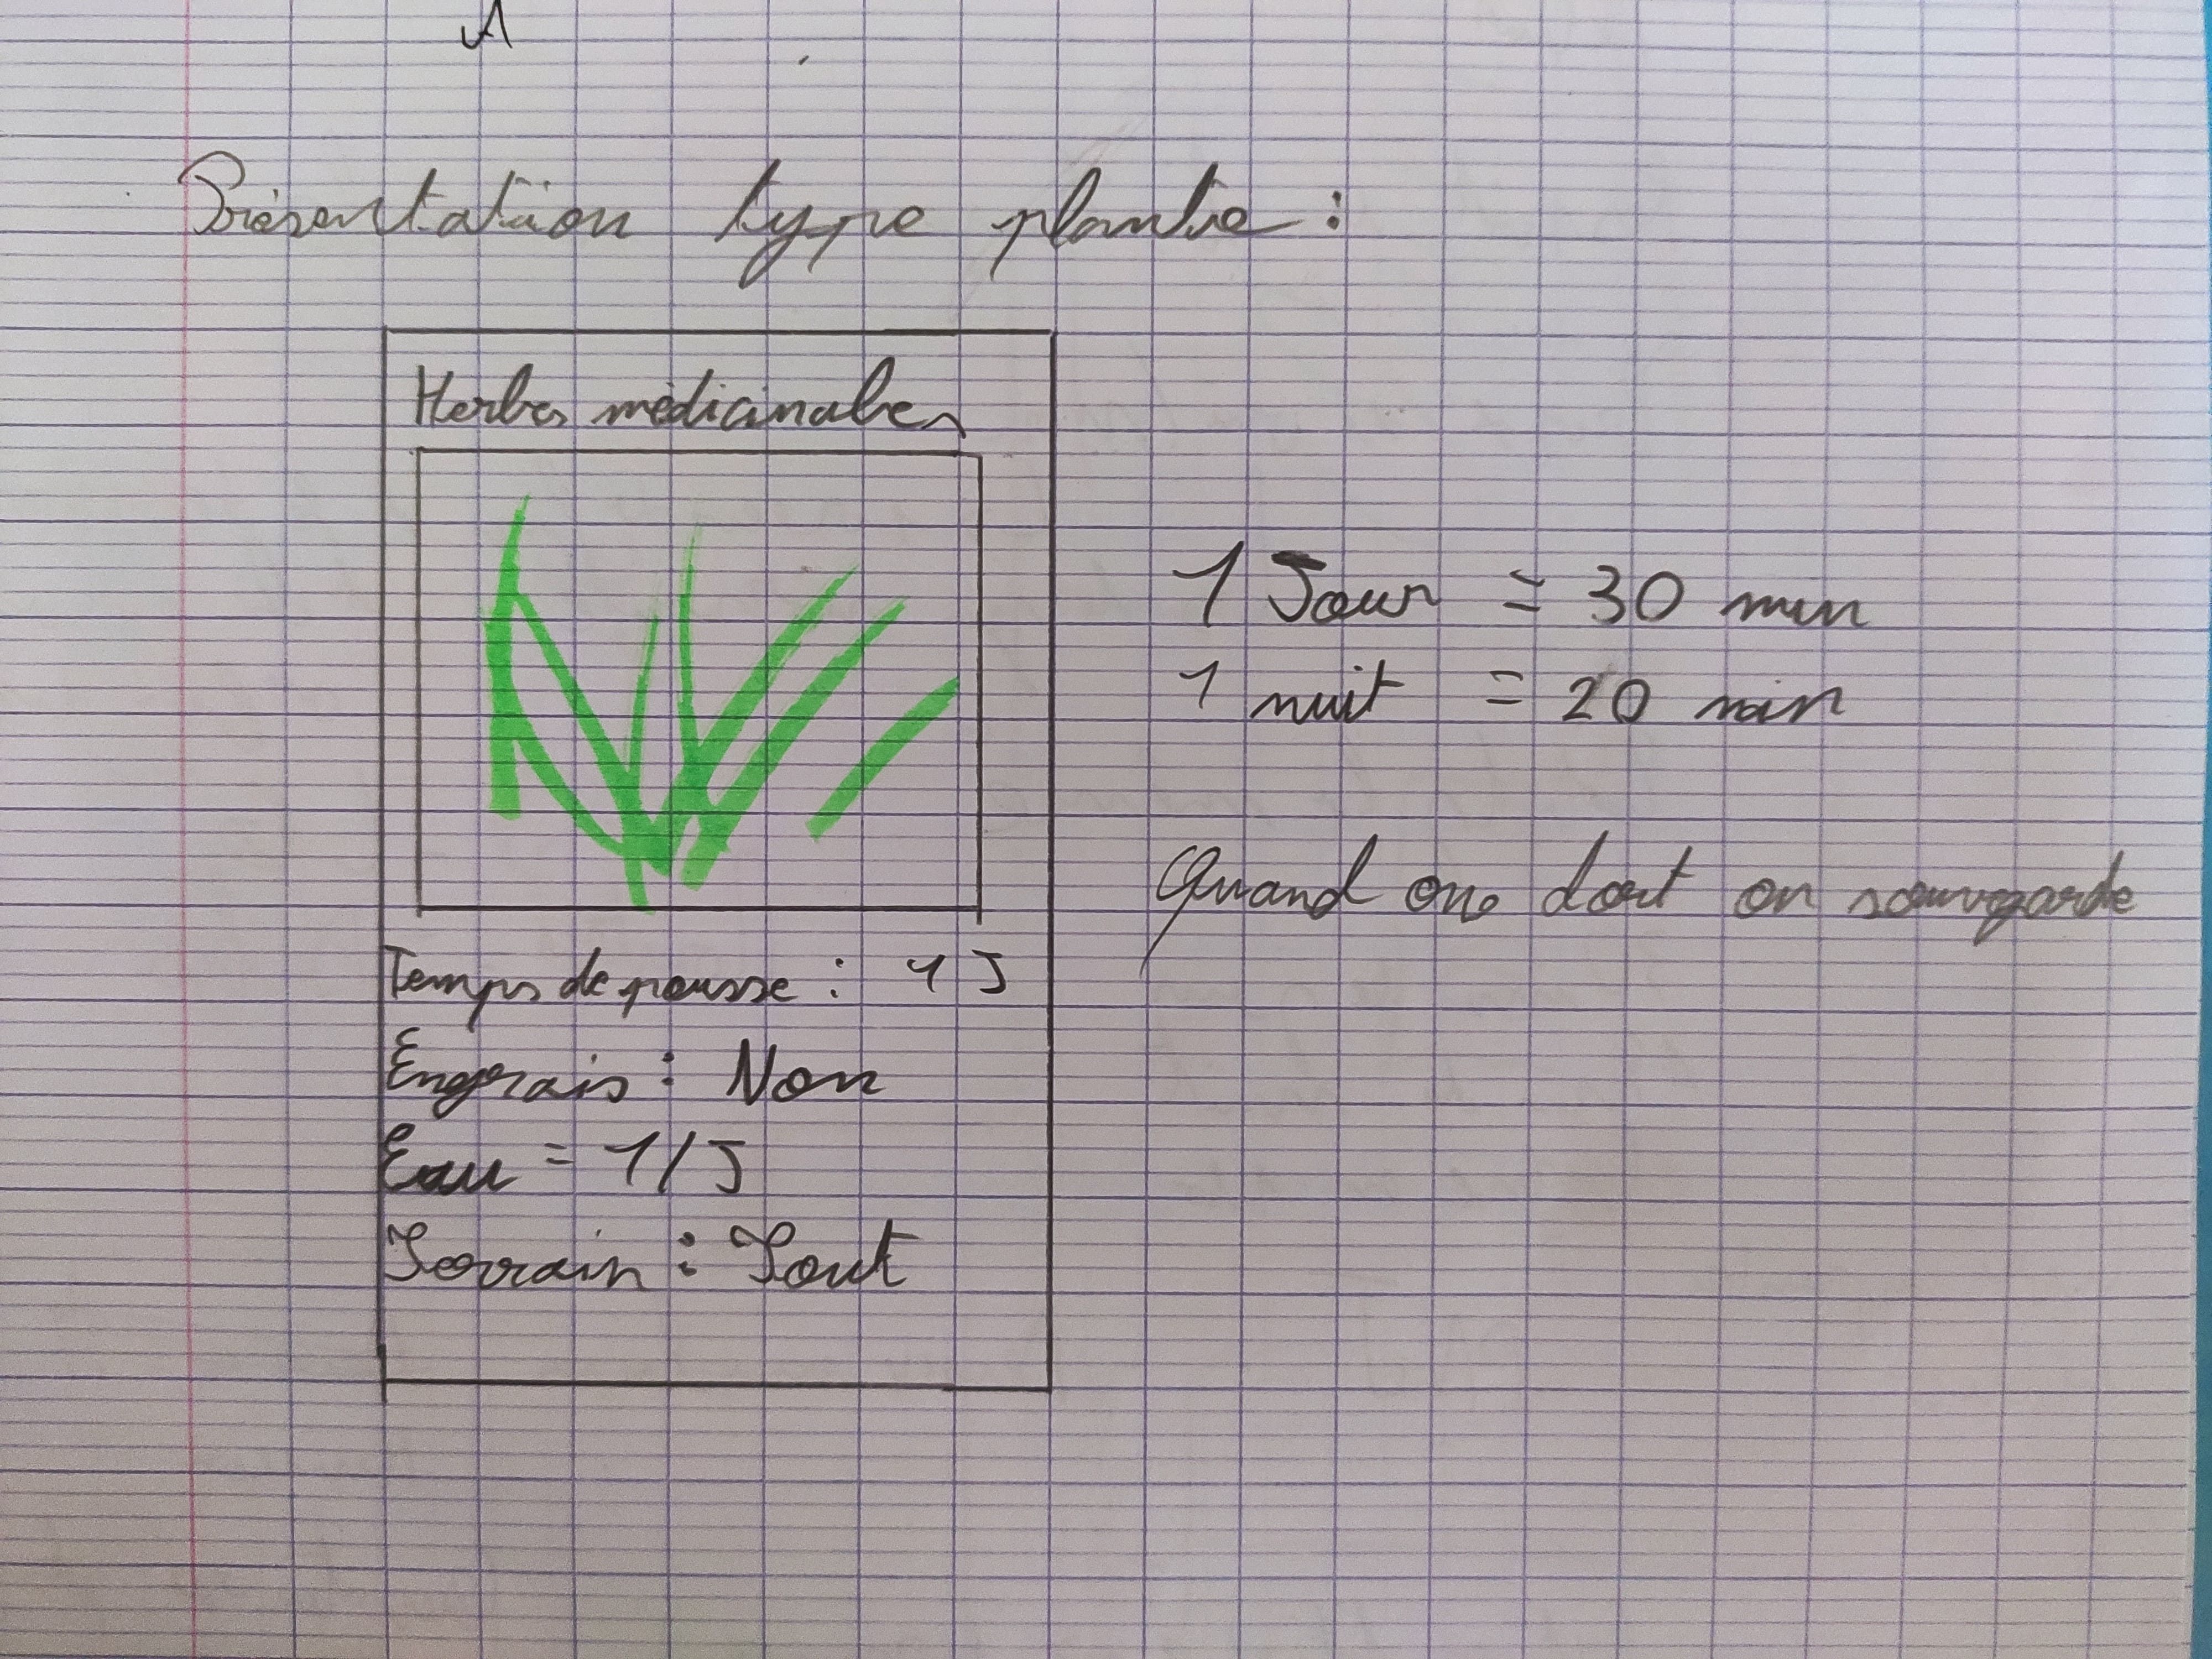 Présentation type plante :
Herbes médicinales
1 Jour = 30 min
1 nuit = 20 min
Quand on dort on sauvegarde
Temps de pousse : 1 J
Engrais : Non
Eau = 1/J
Terrain : Tout